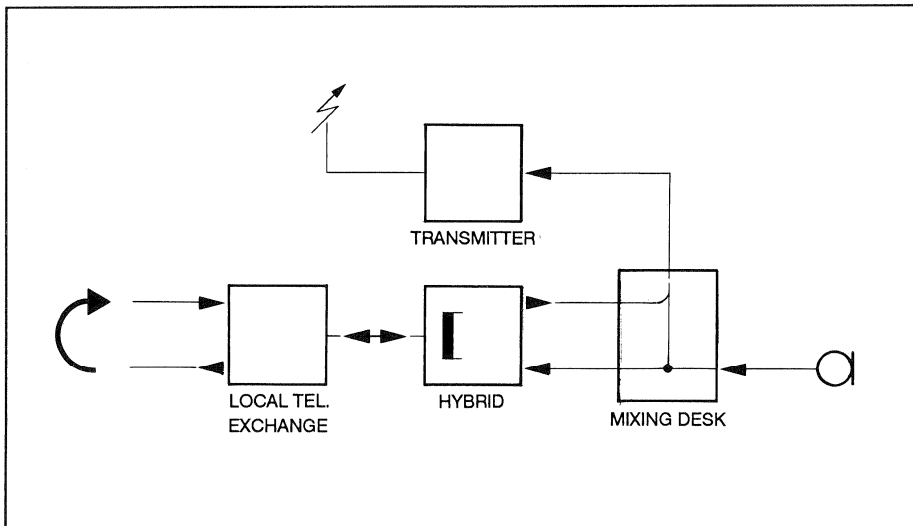 TRANSMITTER
LOCAL TEL.
EXCHANGE
HYBRID
MIXING DESK